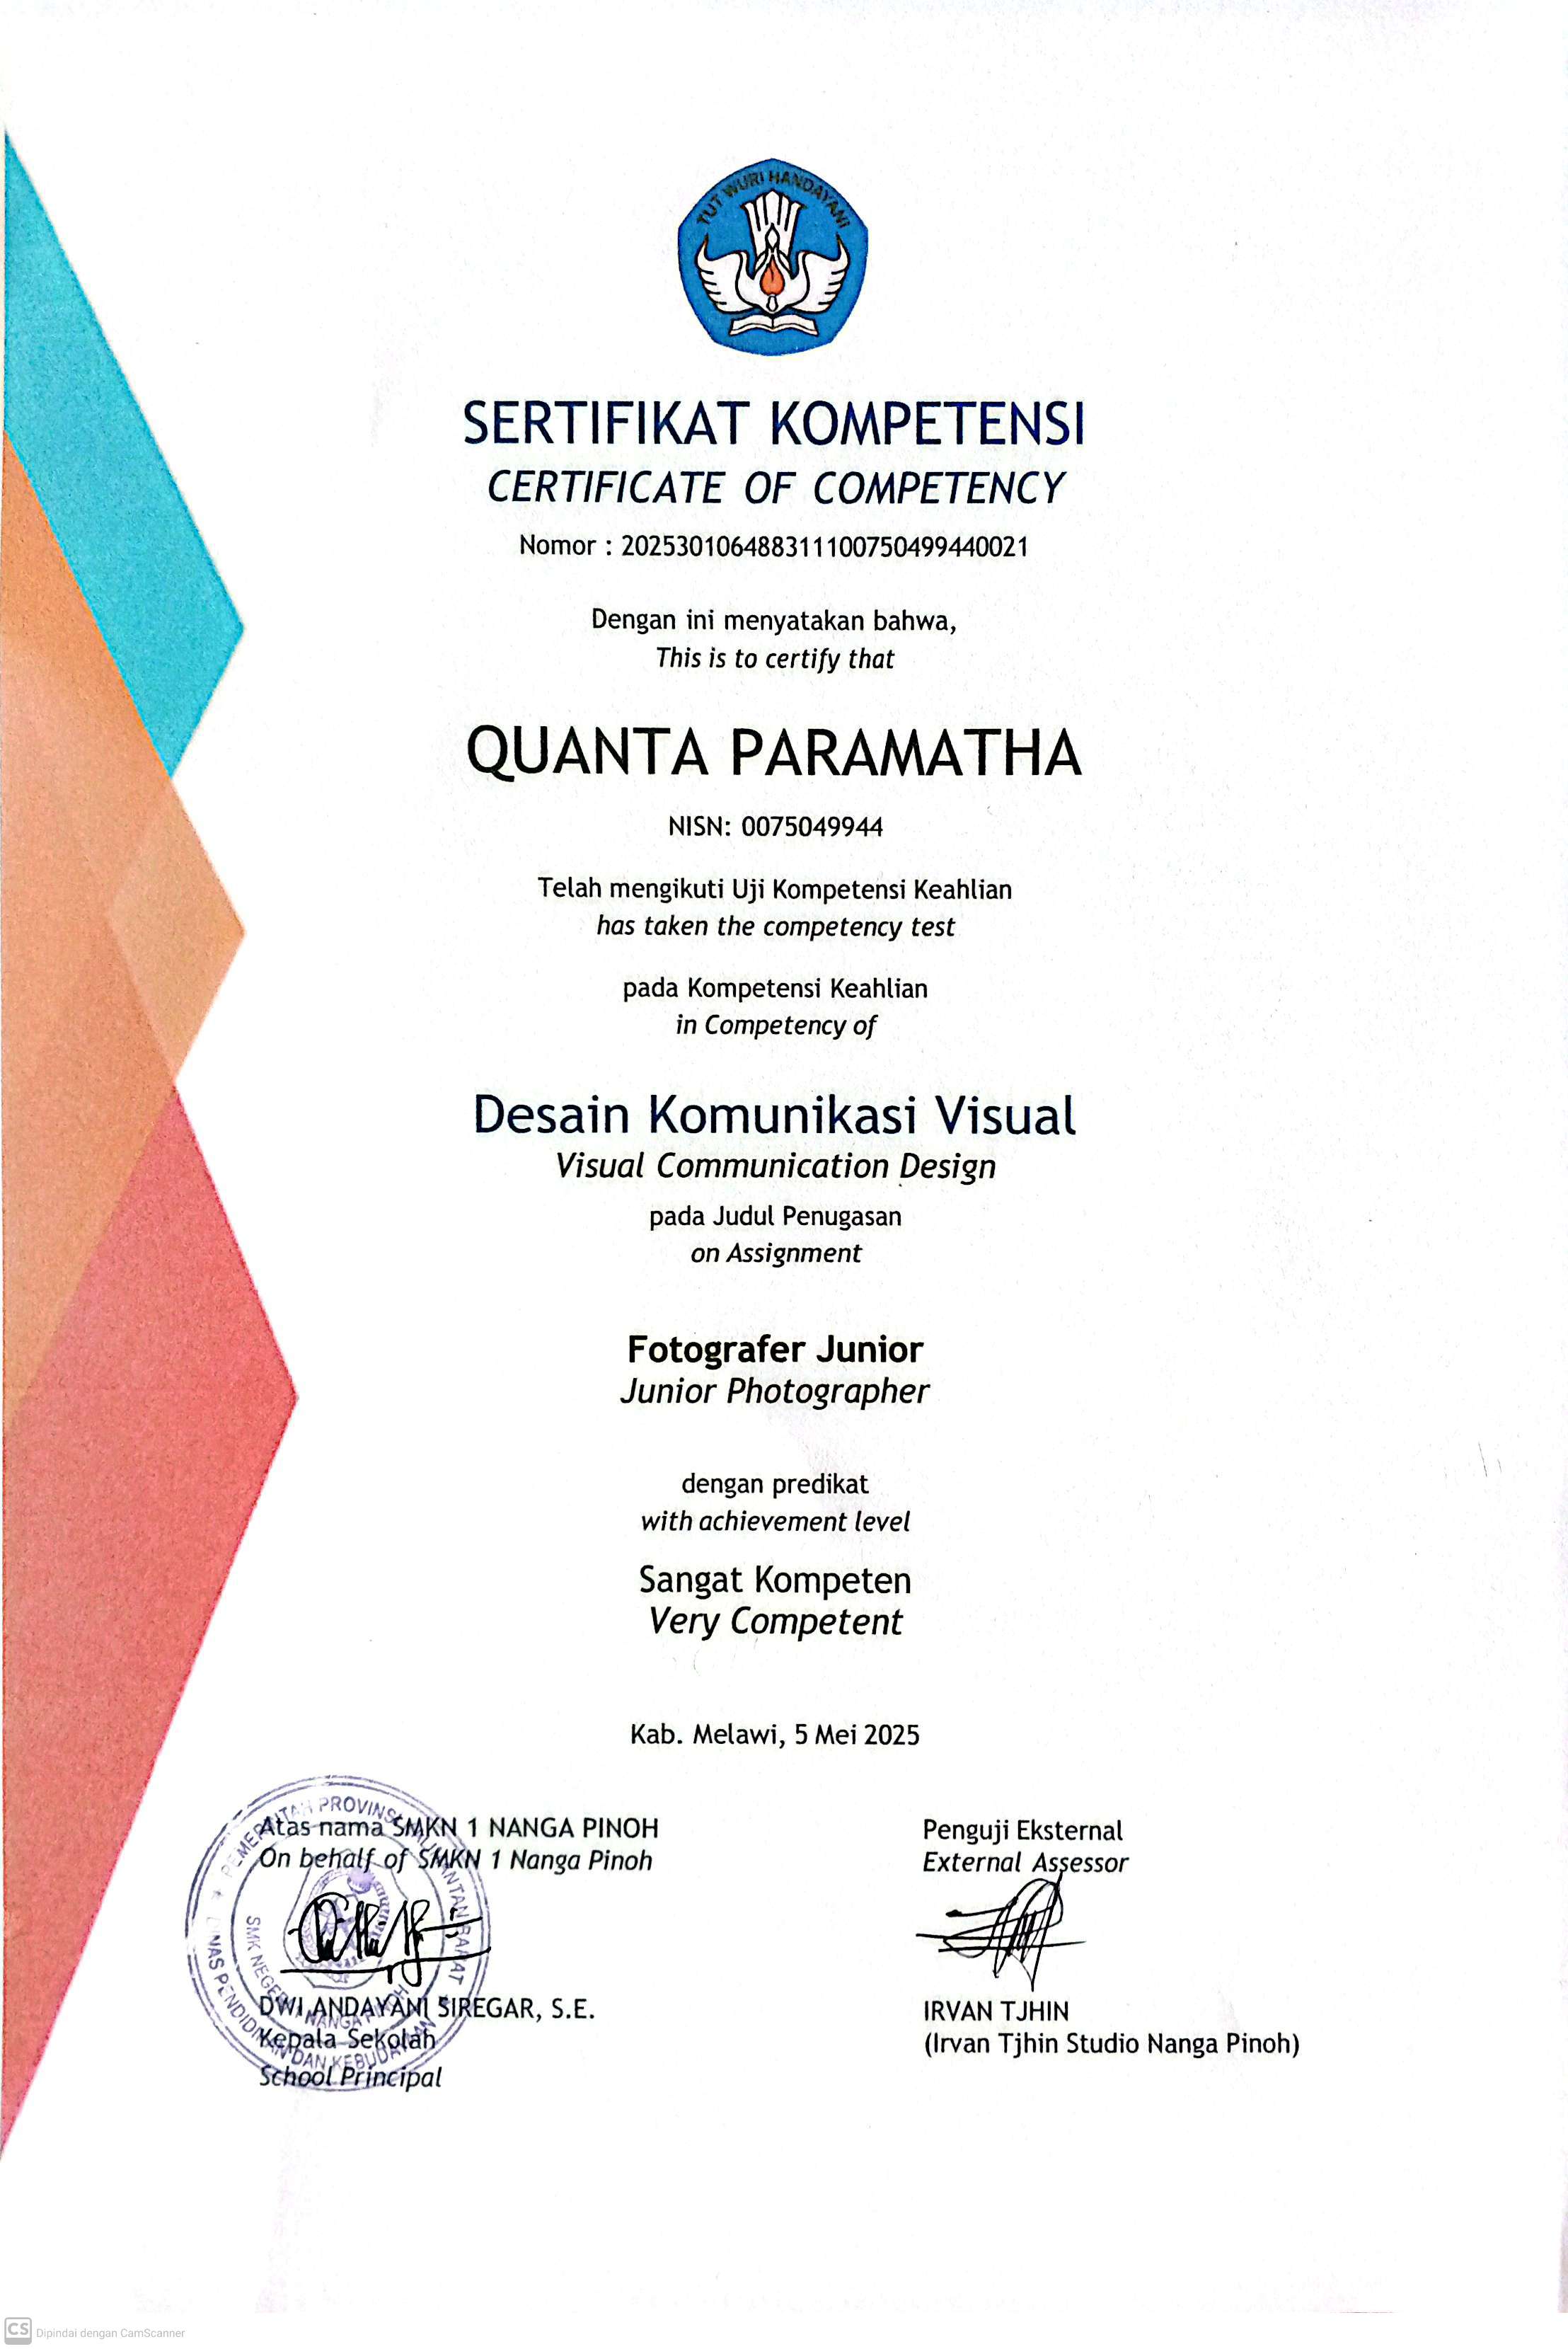 TUT WURI HANDAYANI
SERTIFIKAT KOMPETENSI
CERTIFICATE OF COMPETENCY
Nomor : 2025301064883111100750499440021
Dengan ini menyatakan bahwa,
This is to certify that
QUANTA PARAMATHA
NISN: 0075049944
Telah mengikuti Uji Kompetensi Keahlian
has taken the competency test
pada Kompetensi Keahlian
in Competency of
Desain Komunikasi Visual
Visual Communication Design
pada Judul Penugasan
on Assignment
Fotografer Junior
Junior Photographer
dengan predikat
with achievement level
Sangat Kompeten
Very Competent
Kab. Melawi, 5 Mei 2025
Atas nama SMKN 1 NANGA PINOH
On behalf of SMKN 1 Nanga Pinoh
PEMERINTAH PROVINSI KALIMANTAN BARAT
DINAS PENDIDIKAN DAN KEBUDAYAAN
SMK NEGERI 1 NANGA PINOH
DWI ANDAYANI SIREGAR, S.E.
Kepala Sekolah
School Principal
Penguji Eksternal
External Assessor
IRVAN TJHIN
(Irvan Tjhin Studio Nanga Pinoh)
CS Dipindai dengan CamScanner